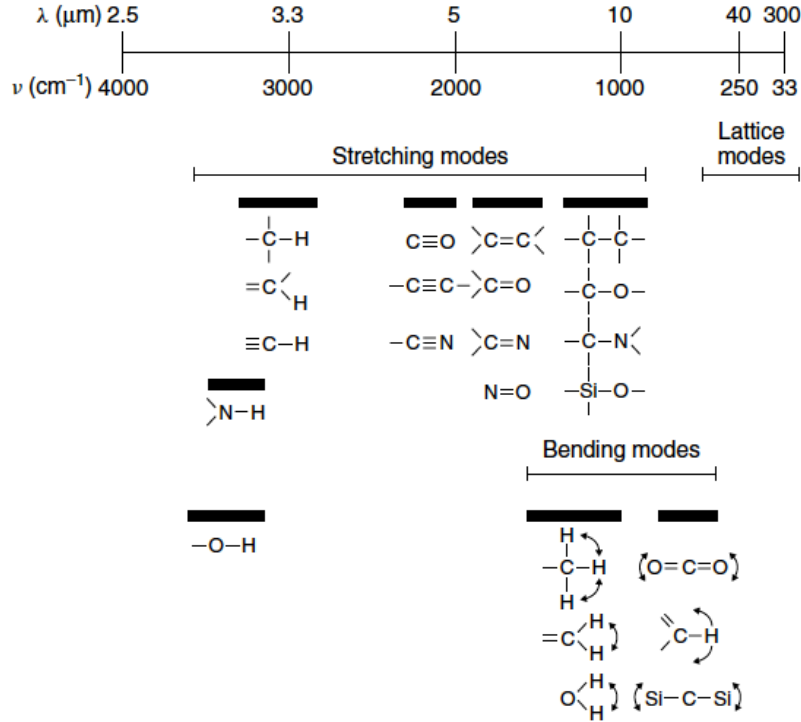 λ (μm) 2.5 3.3 5 10 40 300
ν (cm⁻¹) 4000 3000 2000 1000 250 33
Lattice
modes
Stretching modes
–C–H C≡O C=C –C–C–
=C H –C≡C– C=O –C–O–
≡C–H –C≡N C=N –C–N
N=O –Si–O–
N–H
Bending modes
–O–H
H
–C–H O=C=O
H
=C H H C–H
O H H Si–C–Si